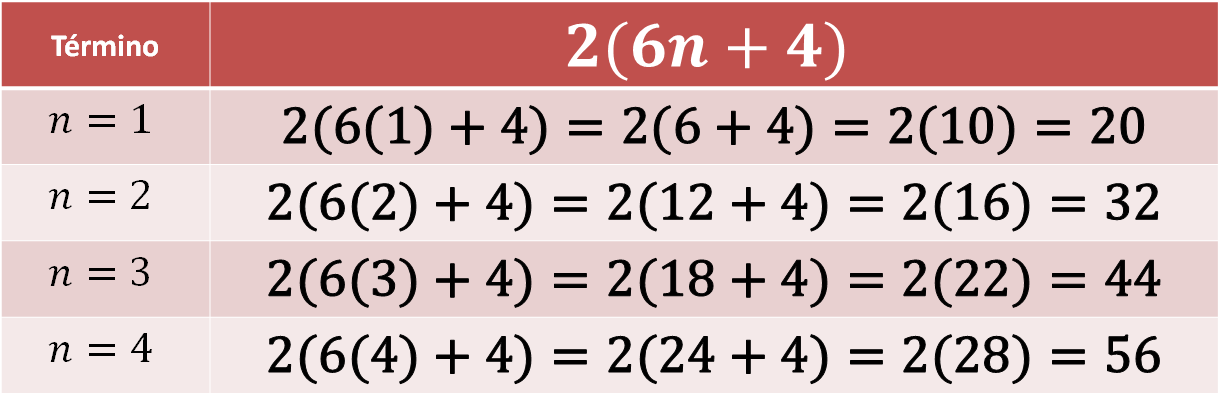 Término 2(6n + 4)
n = 1 2(6(1) + 4) = 2(6 + 4) = 2(10) = 20
n = 2 2(6(2) + 4) = 2(12 + 4) = 2(16) = 32
n = 3 2(6(3) + 4) = 2(18 + 4) = 2(22) = 44
n = 4 2(6(4) + 4) = 2(24 + 4) = 2(28) = 56